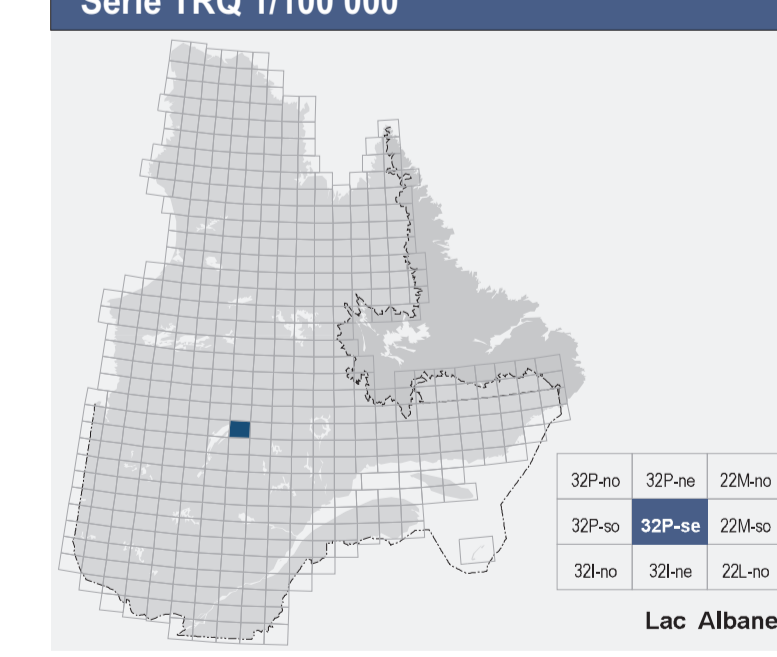 Série TRQ 1/100 000
32P-no 32P-ne 22M-no
32P-so 32P-se 22M-so
32I-no 32I-ne 22L-no
Lac Albane